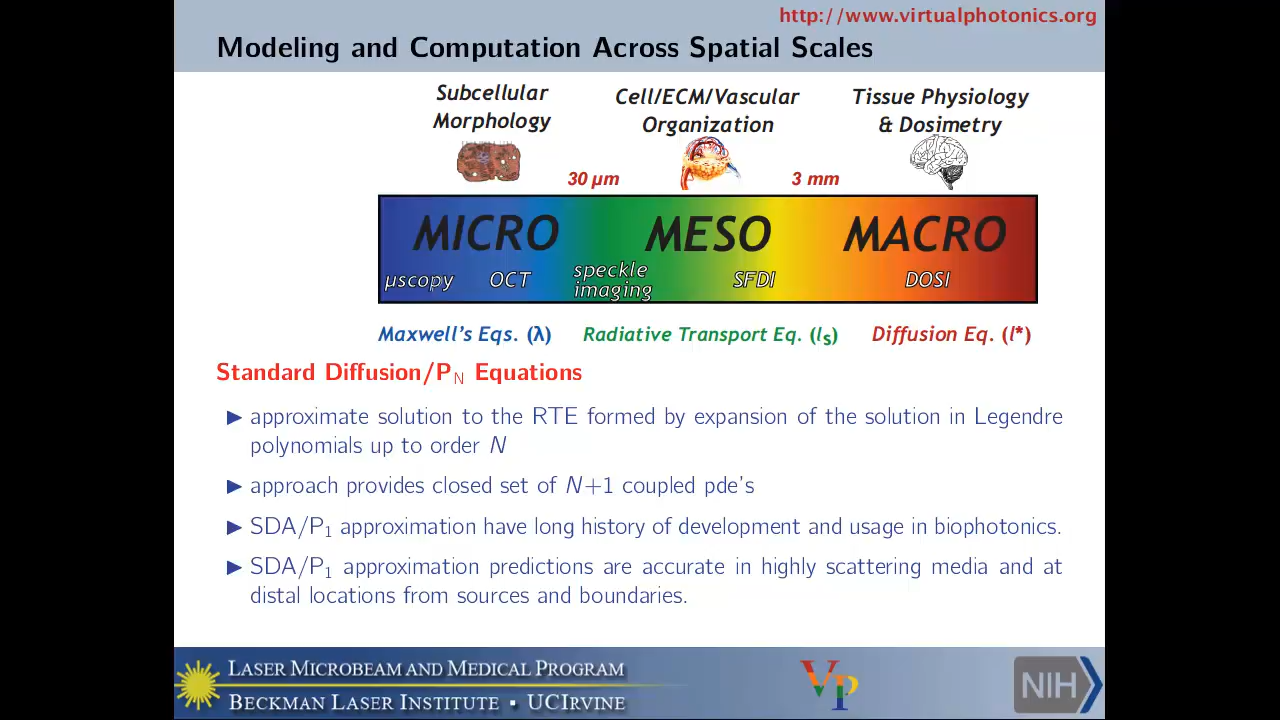 http://www.virtualphotonics.org
Modeling and Computation Across Spatial Scales
Subcellular
Morphology
Cell/ECM/Vascular
Organization
Tissue Physiology
& Dosimetry
30 μm
3 mm
MICRO
MESO
MACRO
μscopy
OCT
speckle
imaging
SFDI
DOSI
Maxwell's Eqs. (λ)
Radiative Transport Eq. (lₛ)
Diffusion Eq. (l*)
Standard Diffusion/P_N Equations
▶ approximate solution to the RTE formed by expansion of the solution in Legendre
polynomials up to order N
▶ approach provides closed set of N+1 coupled pde's
▶ SDA/P₁ approximation have long history of development and usage in biophotonics.
▶ SDA/P₁ approximation predictions are accurate in highly scattering media and at
distal locations from sources and boundaries.
LASER MICROBEAM AND MEDICAL PROGRAM
BECKMAN LASER INSTITUTE ▪ UCIRVINE
VP
NIH